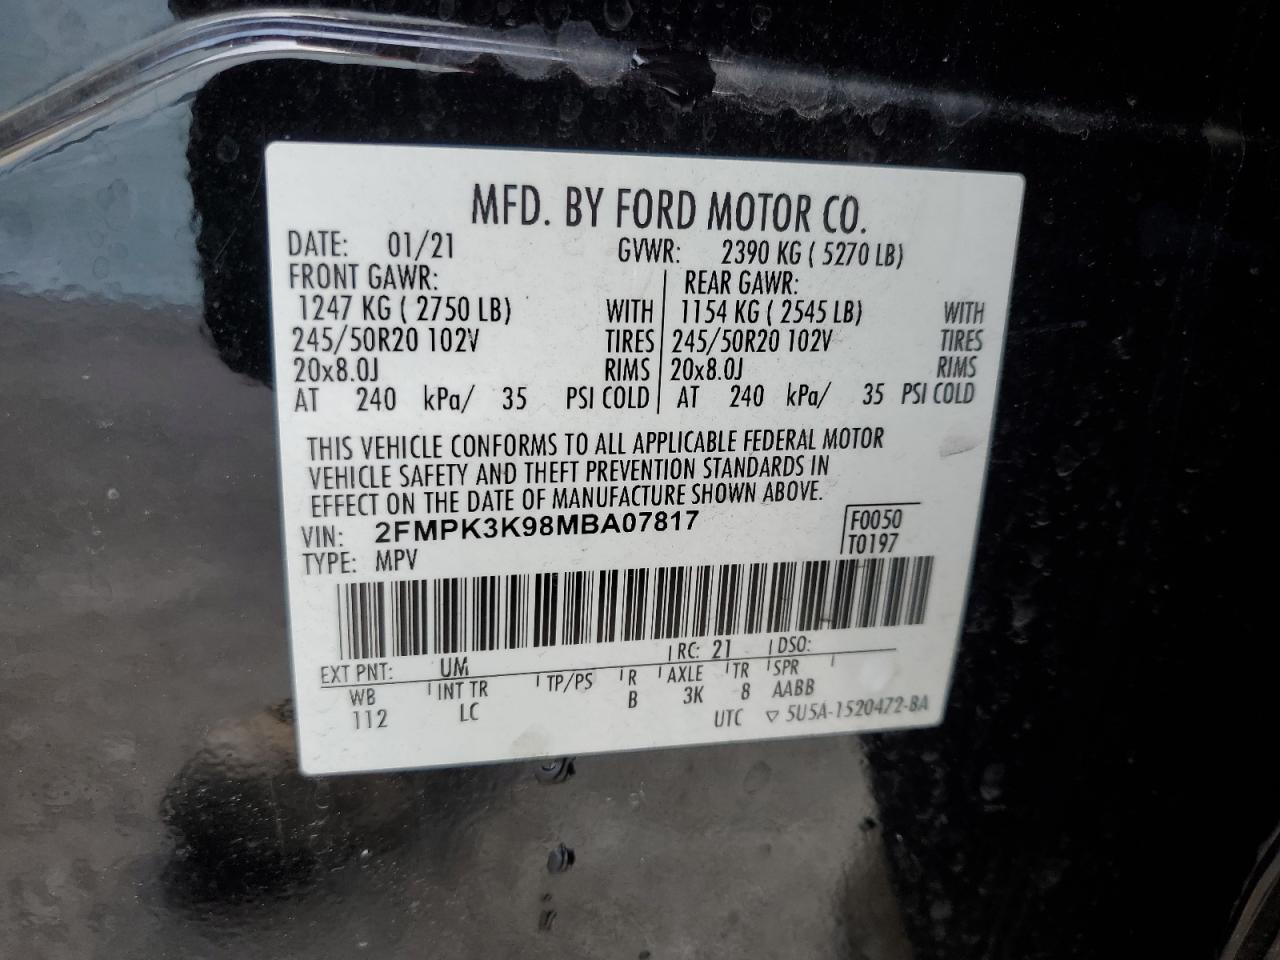 MFD. BY FORD MOTOR CO.
DATE: 01/21 GVWR: 2390 KG ( 5270 LB)
FRONT GAWR: REAR GAWR:
1247 KG ( 2750 LB) WITH 1154 KG ( 2545 LB) WITH
245/50R20 102V TIRES 245/50R20 102V TIRES
20x8.0J RIMS 20x8.0J RIMS
AT 240 kPa/ 35 PSI COLD AT 240 kPa/ 35 PSI COLD
THIS VEHICLE CONFORMS TO ALL APPLICABLE FEDERAL MOTOR
VEHICLE SAFETY AND THEFT PREVENTION STANDARDS IN
EFFECT ON THE DATE OF MANUFACTURE SHOWN ABOVE.
VIN: 2FMPK3K98MBA07817 F0050
TYPE: MPV T0197
EXT PNT: UM RC: 21 DSO:
WB INT TR TP/PS R AXLE TR SPR
112 LC B 3K 8 AABB
UTC ▽ 5U5A-1520472-BA